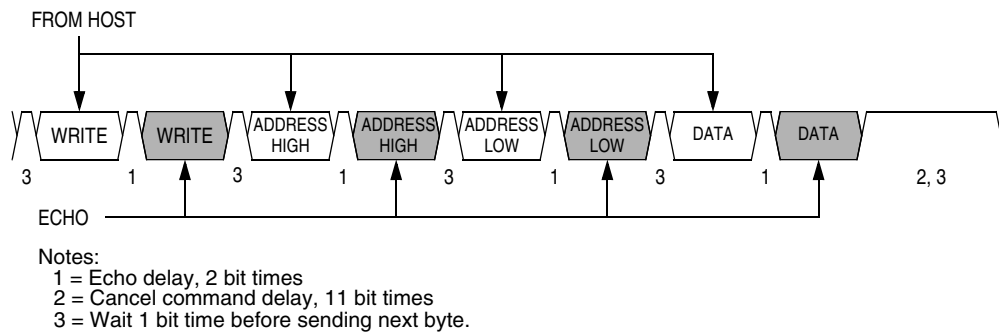 FROM HOST
WRITE WRITE ADDRESS HIGH ADDRESS HIGH ADDRESS LOW ADDRESS LOW DATA DATA
3 1 3 1 3 1 3 1 2, 3
ECHO
Notes:
1 = Echo delay, 2 bit times
2 = Cancel command delay, 11 bit times
3 = Wait 1 bit time before sending next byte.